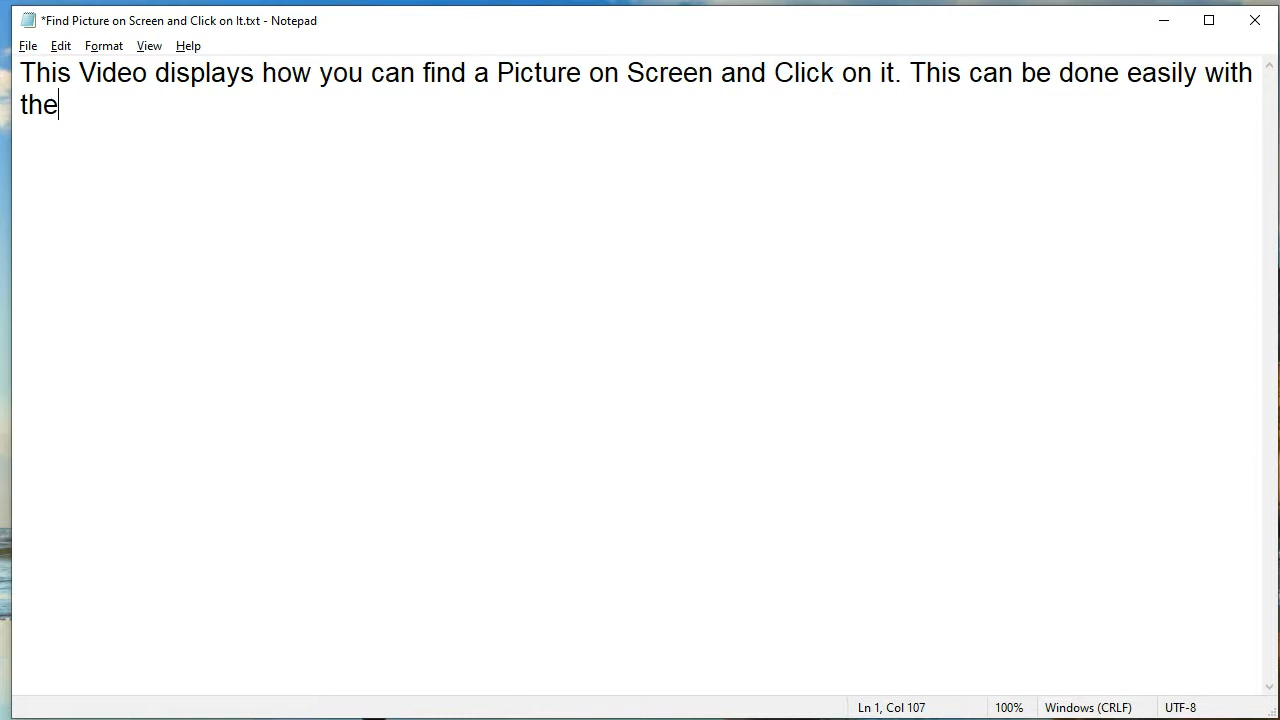 *Find Picture on Screen and Click on It.txt - Notepad
File Edit Format View Help
This Video displays how you can find a Picture on Screen and Click on it. This can be done easily with
the
Ln 1, Col 107 100% Windows (CRLF) UTF-8